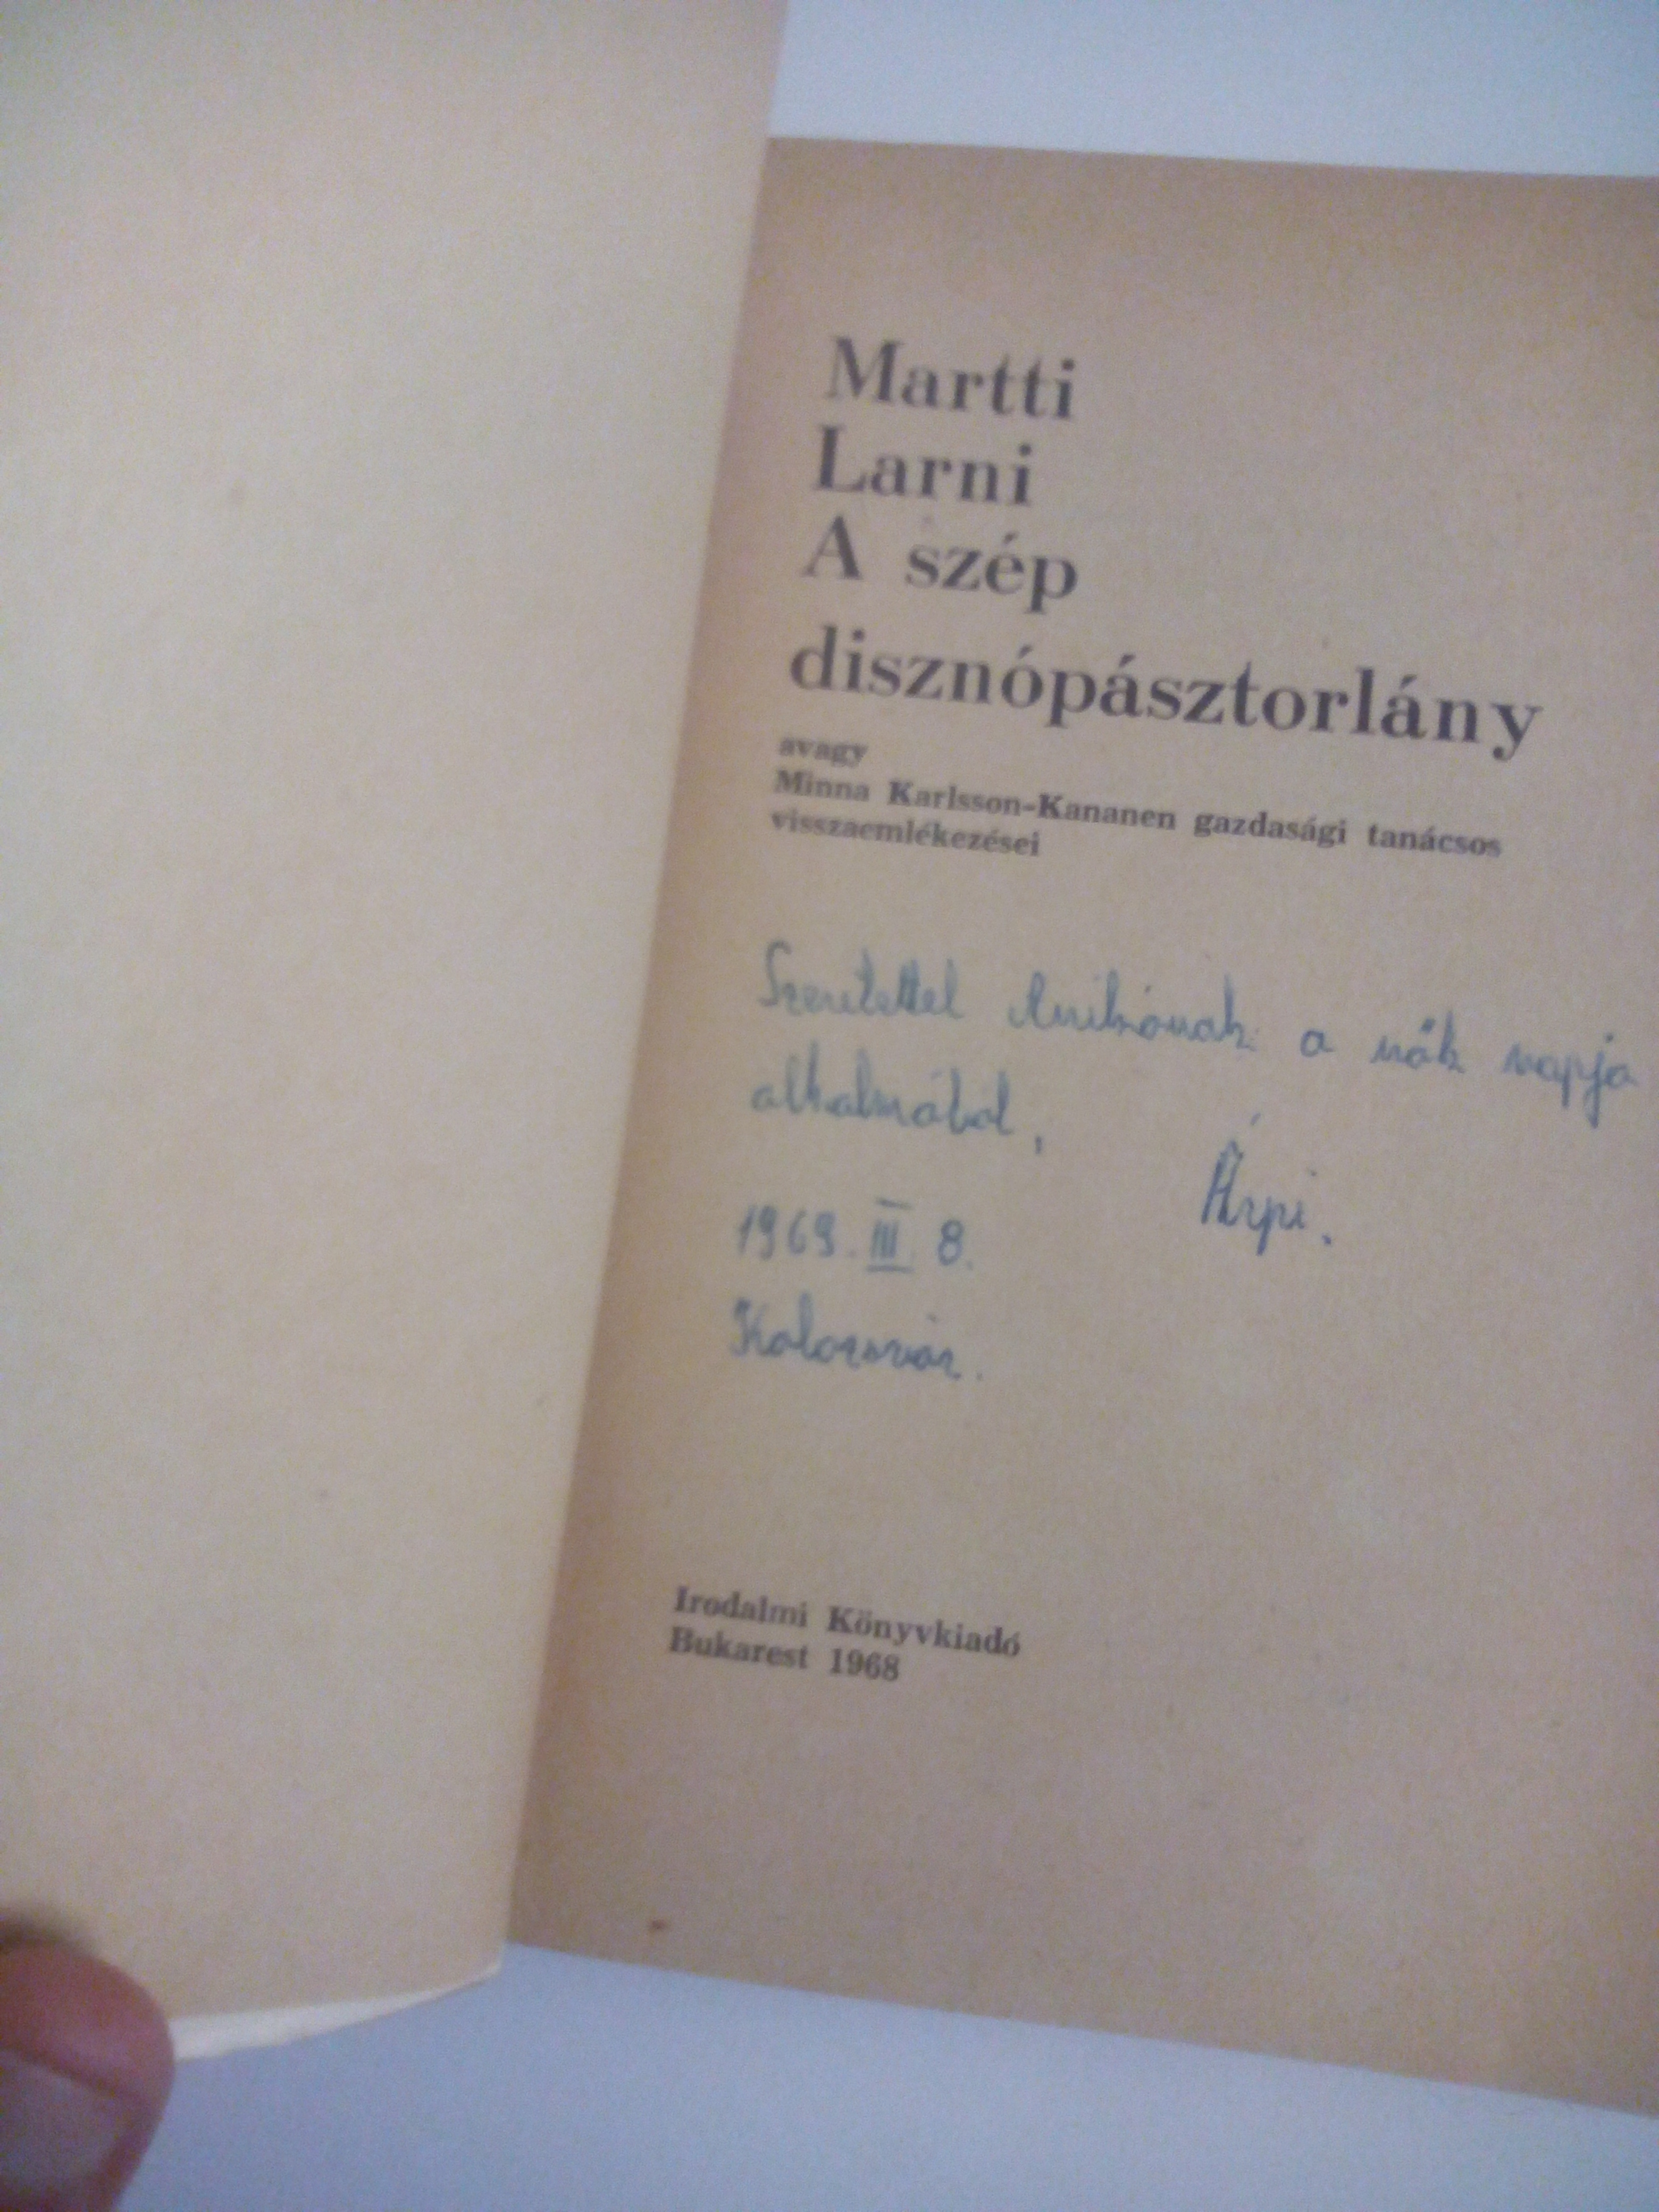 Martti
Larni
A szép
disznópásztorlány
avagy
Minna Karlsson-Kananen gazdasági tanácsos
visszaemlékezései
Szeretettel Anikónak a nők napja
alkalmából,
Árpi.
1969. III. 8.
Kolozsvár.
Irodalmi Könyvkiadó
Bukarest 1968